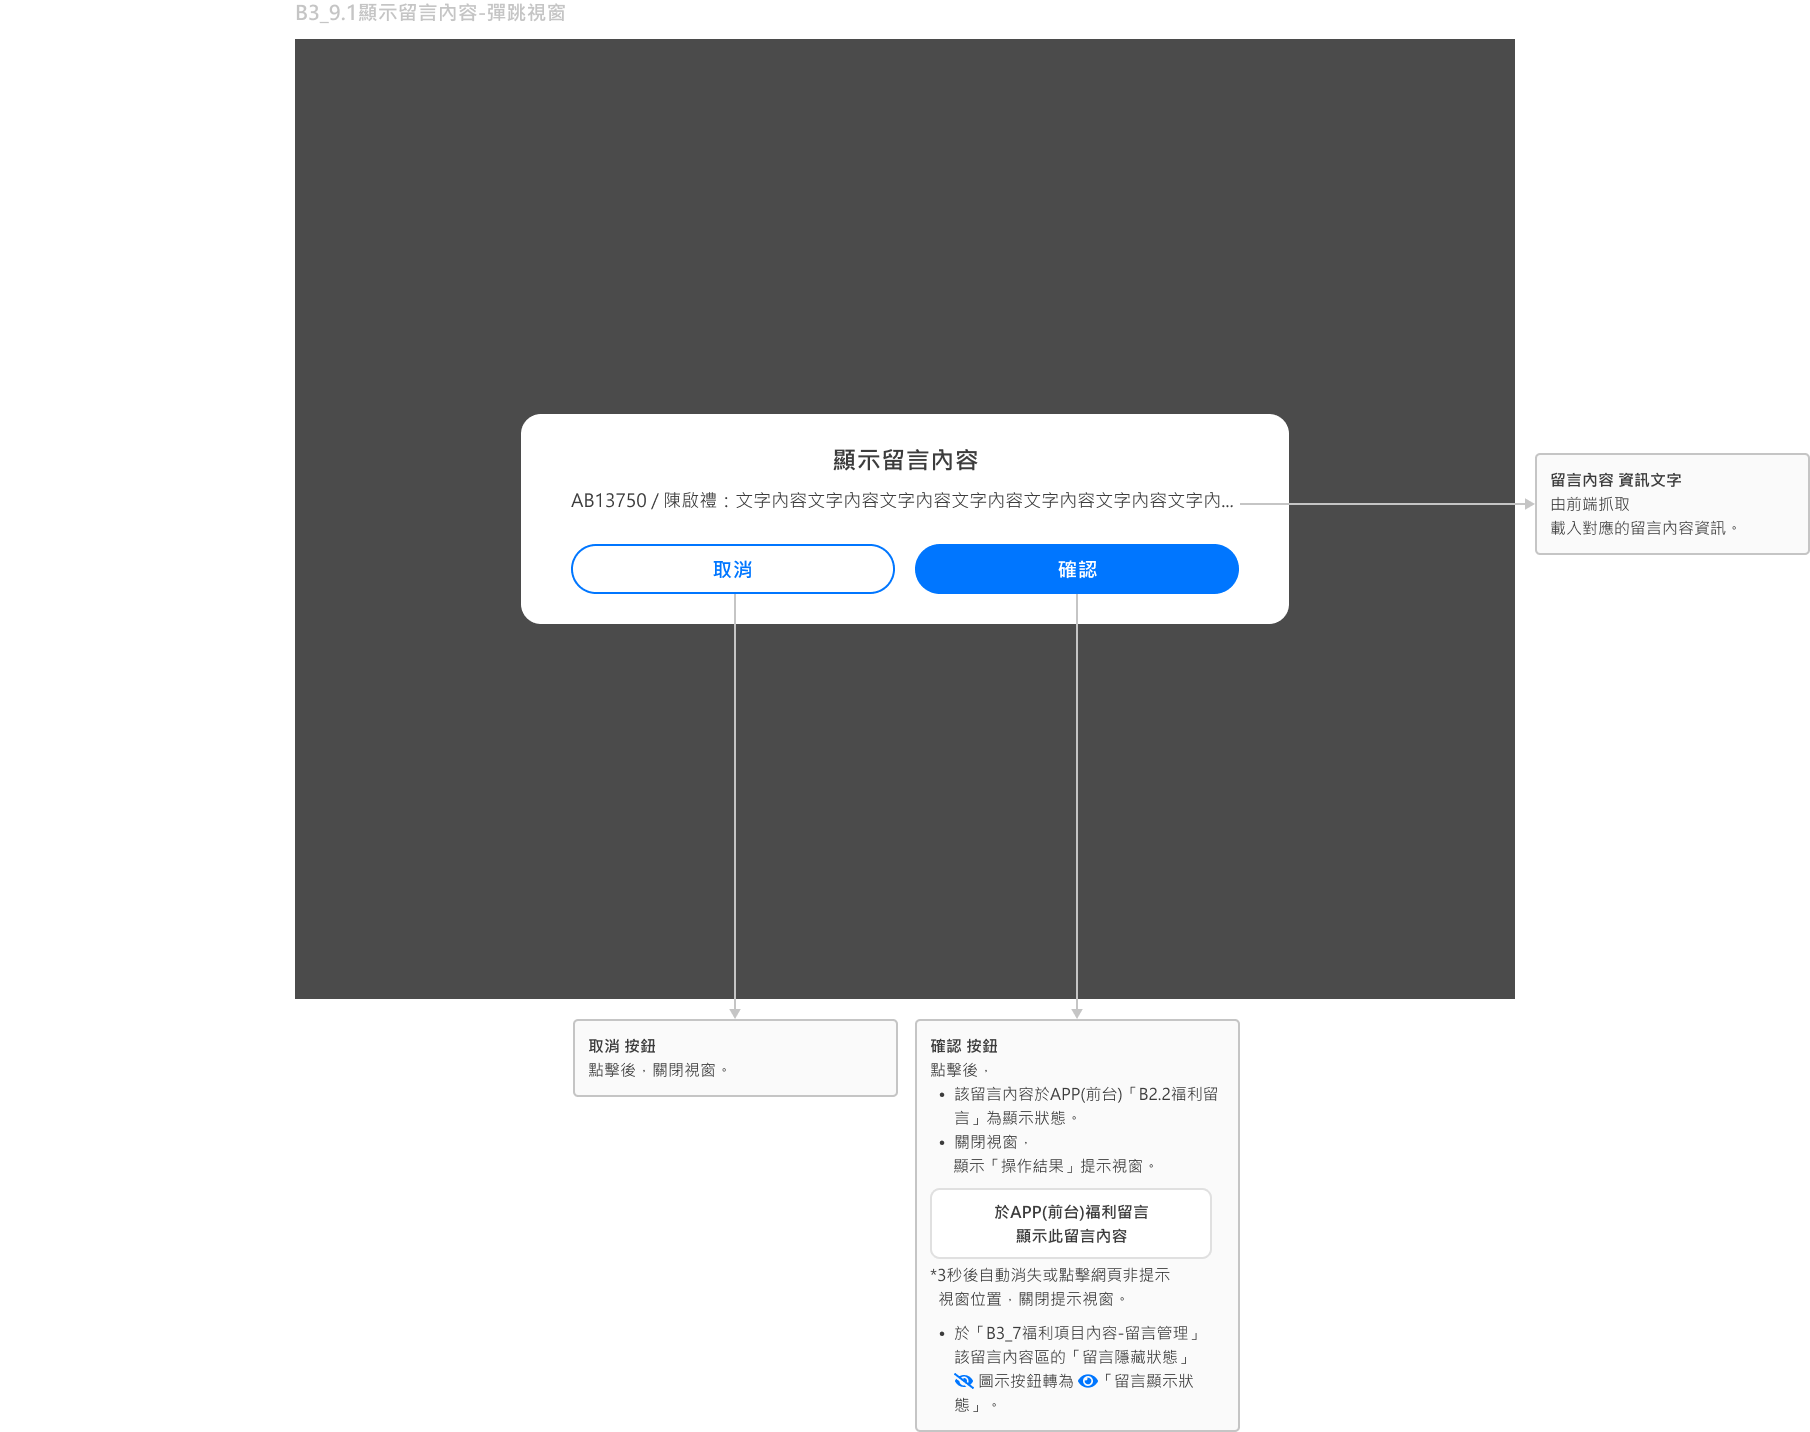 B3_9.1顯示留言內容-彈跳視窗
顯示留言內容
AB13750 / 陳啟禮：文字內容文字內容文字內容文字內容文字內容文字內容文字內...
取消
確認
留言內容 資訊文字
由前端抓取
載入對應的留言內容資訊。
取消 按鈕
點擊後，關閉視窗。
確認 按鈕
點擊後，
• 該留言內容於APP(前台)「B2.2福利留
言」為顯示狀態。
• 關閉視窗，
顯示「操作結果」提示視窗。
於APP(前台)福利留言
顯示此留言內容
*3秒後自動消失或點擊網頁非提示
視窗位置，關閉提示視窗。
• 於「B3_7福利項目內容-留言管理」
該留言內容區的「留言隱藏狀態」
圖示按鈕轉為「留言顯示狀
態」。